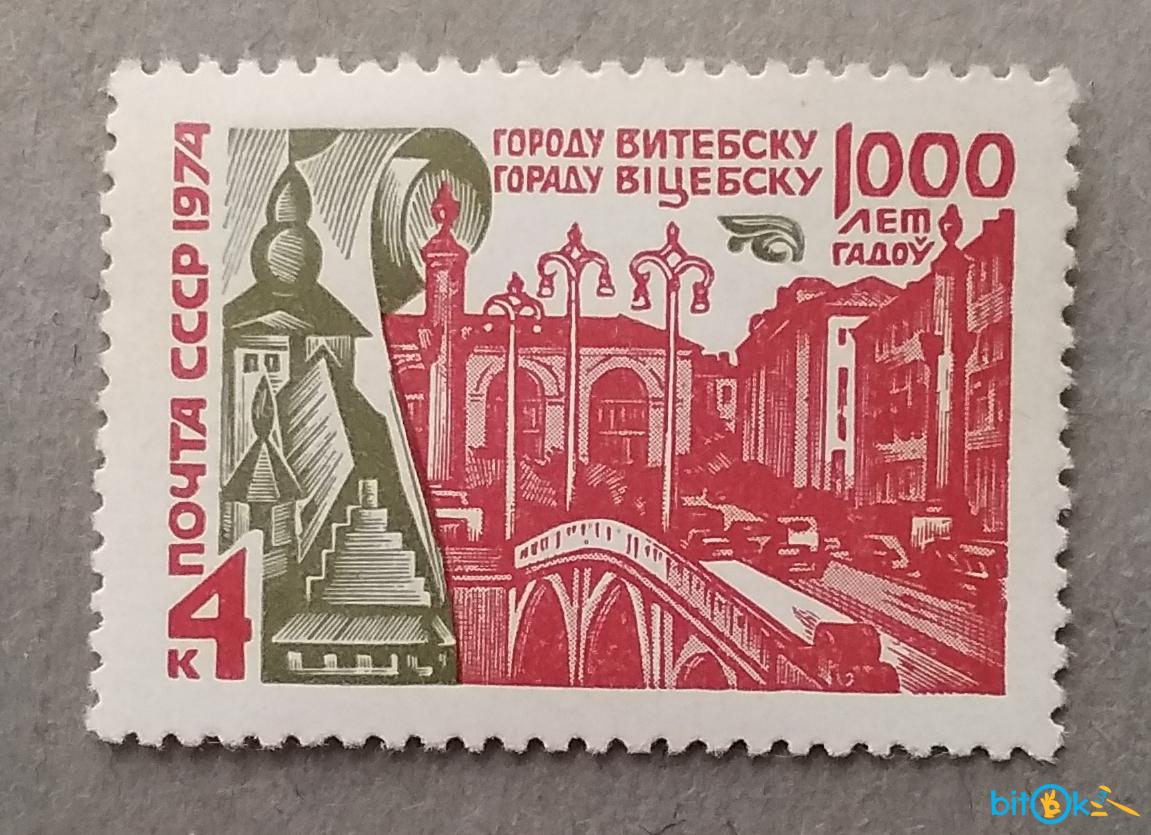 ПОЧТА СССР 1974
4 К
ГОРОДУ ВИТЕБСКУ
ГОРАДУ ВІЦЕБСКУ
1000
ЛЕТ
ГАДОЎ
bitOk